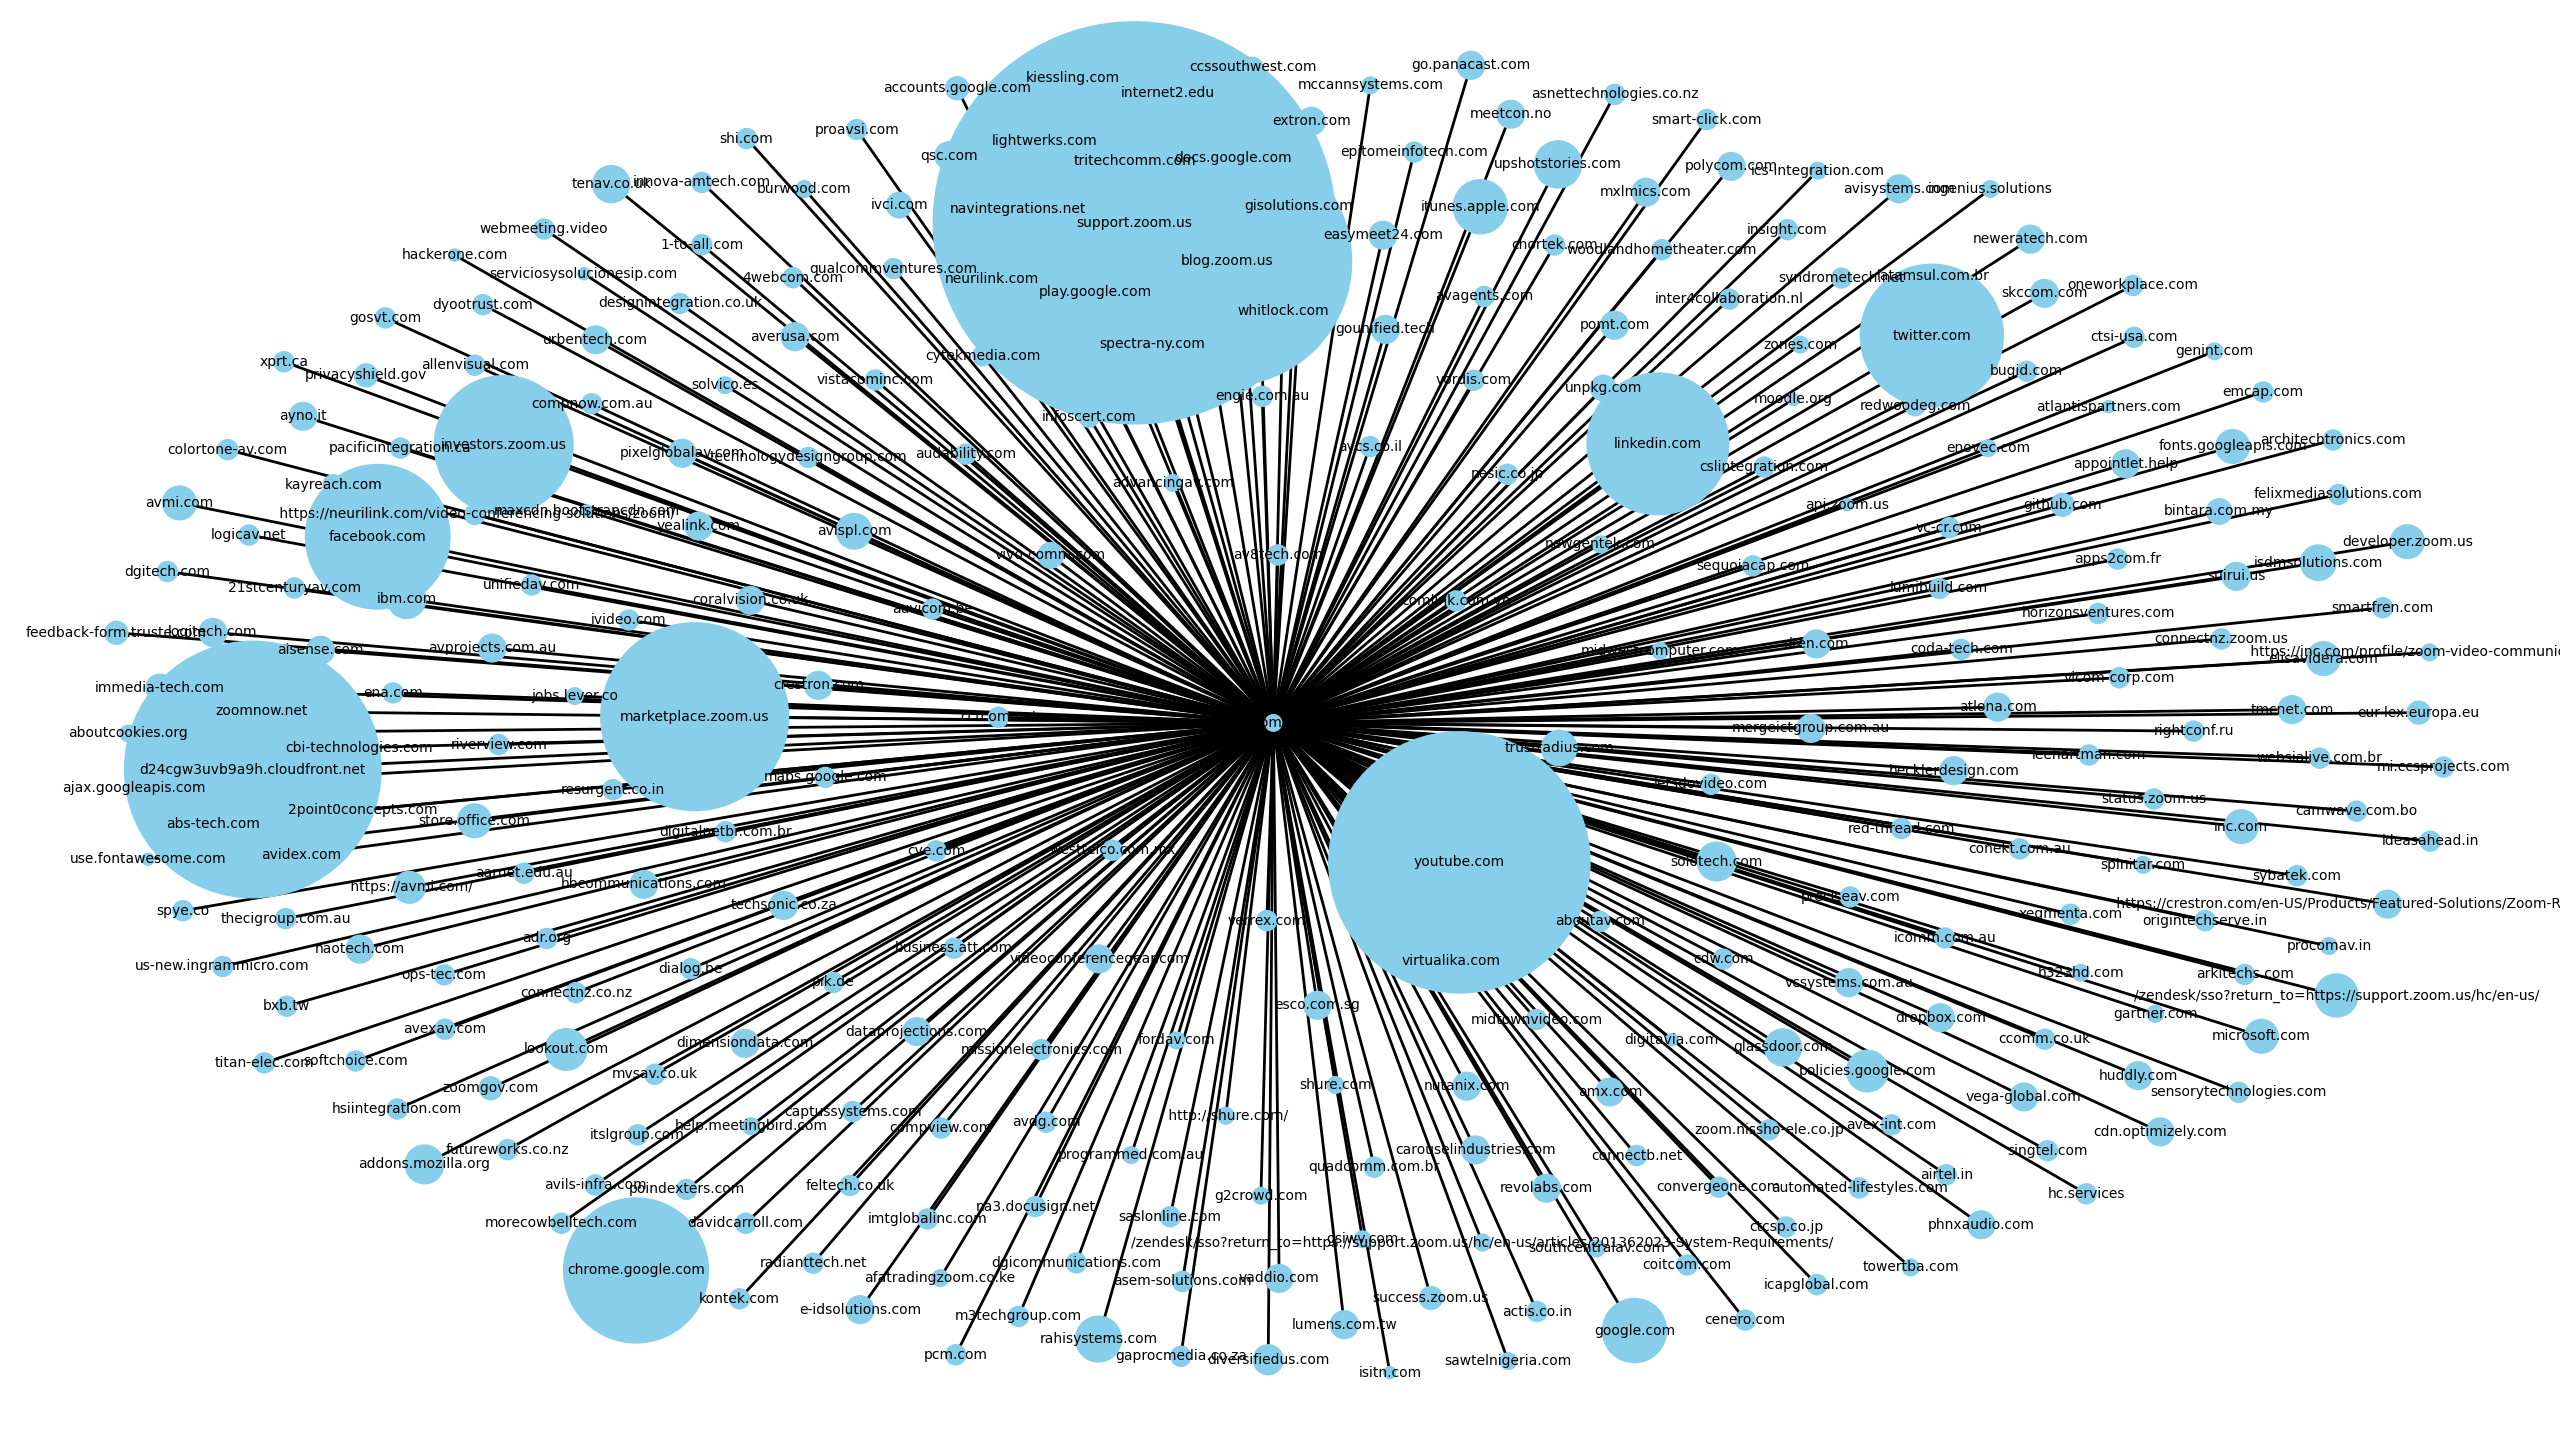 kiessling.com
ccssouthwest.com
go.panacast.com
accounts.google.com
internet2.edu
mccannsystems.com
asnettechnologies.co.nz
meetcon.no
extron.com
smart-click.com
proavsi.com
shi.com
lightwerks.com
qsc.com
tritechcomm.com
docs.google.com
epitomeinfotech.com
upshotstories.com
polycom.com
ics-integration.com
tenav.co.uk
innova-amtech.com
burwood.com
mxlmics.com
avisystems.com
ingenius.solutions
ivci.com
navintegrations.net
gisolutions.com
itunes.apple.com
webmeeting.video
support.zoom.us
easymeet24.com
insight.com
neweratech.com
1-to-all.com
cnortek.com
woodlandhometheater.com
hackerone.com
blog.zoom.us
serviciosysolucionesip.com
4webcom.com
qualcommventures.com
neurilink.com
syndrometech.net
latamsul.com.br
oneworkplace.com
dyootrust.com
designintegration.co.uk
play.google.com
avagents.com
inter4collaboration.nl
skccom.com
gosvt.com
whitlock.com
gounified.tech
pomt.com
urbentech.com
averusa.com
spectra-ny.com
zones.com
twitter.com
ctsi-usa.com
genint.com
xprt.ca
privacyshield.gov
allenvisual.com
cytekmedia.com
bugjd.com
solvico.es
vistacominc.com
yordis.com
unpkg.com
moodle.org
emcap.com
compnow.com.au
engie.com.au
redwoodeg.com
atlantispartners.com
ayno.it
infoscert.com
colortone-av.com
pacificintegration.ca
investors.zoom.us
pixelglobalav.com
technologydesigngroup.com
audability.com
avcs.co.il
linkedin.com
enovec.com
fonts.googleapis.com
architechtronics.com
kayreach.com
advancingav.com
nesic.co.jp
cslintegration.com
appointlet.help
avmi.com
https://neurilink.com/video-conferencing-solutions/zoom/
maxcdn.bootstrapcdn.com
api.zoom.us
github.com
bintara.com.my
felixmediasolutions.com
logicav.net
facebook.com
yealink.com
avispl.com
vc-cr.com
newgentek.com
developer.zoom.us
dgitech.com
av8tech.com
sequoiacap.com
apps2com.fr
suirui.us
isdmsolutions.com
21stcenturyav.com
ibm.com
unifiedav.com
coralvision.co.uk
auvicom.be
lumibuild.com
horizonsventures.com
smartfren.com
feedback-form.truste.com
logitech.com
ivideo.com
aisense.com
avprojects.com.au
midwestcomputer.com
dten.com
coda-tech.com
connectnz.zoom.us
elisavidera.com
immedia-tech.com
ena.com
jobs.lever.co
crestron.com
vicom-corp.com
zoomnow.net
marketplace.zoom.us
atlona.com
tmcnet.com
eur-lex.europa.eu
aboutcookies.org
cbi-technologies.com
riverview.com
trustradius.com
mergeictgroup.com.au
rightconf.ru
d24cgw3uvb9a9h.cloudfront.net
maps.google.com
lechartman.com
websialive.com.br
mi.ccsprojects.com
ajax.googleapis.com
resurgent.co.in
becklerdesign.com
2point0concepts.com
store.office.com
status.zoom.us
camwave.com.bo
abs-tech.com
digitalnetbr.com.br
red-thread.com
inc.com
ideasahead.in
use.fontawesome.com
avidex.com
cve.com
youtube.com
solotech.com
conekt.com.au
spinitar.com
sybatek.com
https://avmi.com/
aarnet.edu.au
hbcommunications.com
spye.co
thecigroup.com.au
techsonic.co.za
verrex.com
aboutav.com
preciseav.com
xegmenta.com
https://crestron.com/en-US/Products/Featured-Solutions/Zoom-R
origintechserve.in
naotech.com
adr.org
business.att.com
videoconferencegear.com
virtualika.com
cdw.com
icomm.com.au
procomav.in
us-new.ingrammicro.com
ops-tec.com
dialog.be
pik.de
vcsystems.com.au
h323hd.com
arkitechs.com
bxb.tw
connectnz.co.nz
esco.com.sg
/zendesk/sso?return_to=https://support.zoom.us/hc/en-us/
gartner.com
avexav.com
dataprojections.com
midtownvideo.com
dropbox.com
titan-elec.com
softchoice.com
lookout.com
dimensiondata.com
missionelectronics.com
fordav.com
digitavia.com
glassdoor.com
ccomm.co.uk
microsoft.com
zoomgov.com
mvsav.co.uk
shure.com
nutanix.com
amx.com
policies.google.com
huddly.com
hsiintegration.com
captussystems.com
http://shure.com/
vega-global.com
sensorytechnologies.com
itslgroup.com
help.meetingbird.com
compview.com
avdg.com
zoom.nissho-ele.co.jp
avex-int.com
cdn.optimizely.com
addons.mozilla.org
futureworks.co.nz
programmed.com.au
quadcomm.com.br
carouselindustries.com
connectb.net
singtel.com
avils-infra.com
poindexters.com
feltech.co.uk
g2crowd.com
revolabs.com
convergeone.com
automated-lifestyles.com
airtel.in
hc.services
morecowbelltech.com
davidcarroll.com
imtglobalinc.com
na3.docusign.net
saslonline.com
ctcsp.co.jp
phnxaudio.com
/zendesk/sso?return_to=https://support.zoom.us/hc/en-us/articles/201362023-System-Requirements/
gsiwv.com
southcentralav.com
chrome.google.com
radianttech.net
afatradingzoom.co.ke
dgicommunications.com
asem-solutions.com
vaddio.com
coitcom.com
towertba.com
kontek.com
e-idsolutions.com
m3techgroup.com
success.zoom.us
actis.co.in
icapglobal.com
lumens.com.tw
google.com
cenero.com
pcm.com
rahisystems.com
gaprocmedia.co.za
diversifiedus.com
sawtelnigeria.com
isitn.com